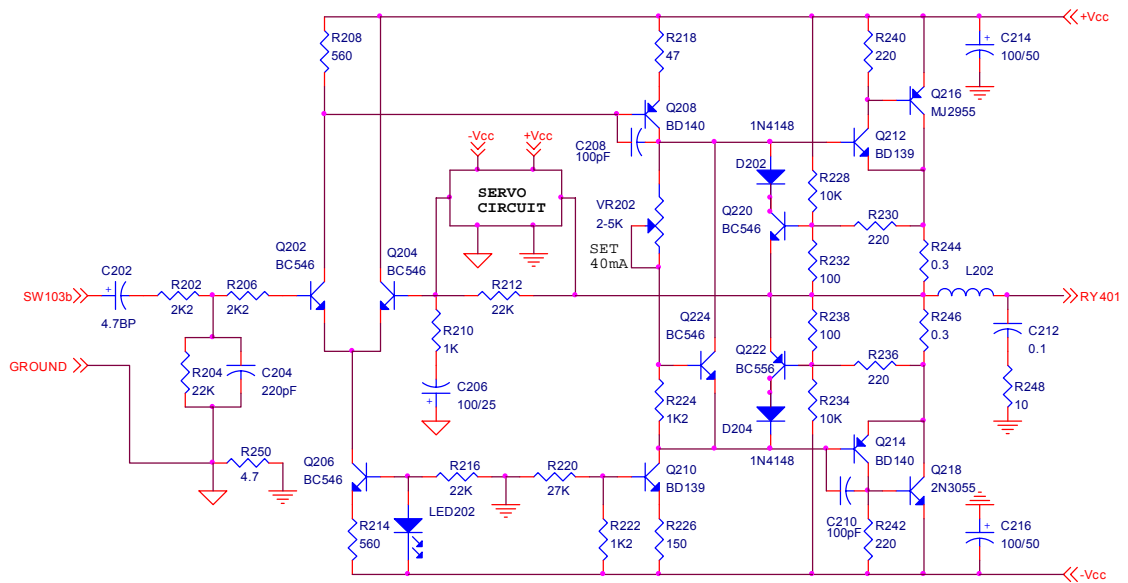 +Vcc
R208
560
R218
47
R240
220
C214
100/50
Q208
BD140
Q216
MJ2955
-Vcc
+Vcc
C208
100pF
1N4148
Q212
BD139
D202
SERVO
CIRCUIT
VR202
2-5K
SET
40mA
R228
10K
Q220
BC546
R230
220
Q202
BC546
Q204
BC546
R232
100
R244
0.3
L202
C202
4.7BP
R202
2K2
R206
2K2
SW103b
R212
22K
RY401
R210
1K
Q224
BC546
R238
100
R246
0.3
C212
0.1
GROUND
R204
22K
C204
220pF
Q222
BC556
R236
220
C206
100/25
R224
1K2
R234
10K
R248
10
D204
1N4148
R250
4.7
Q206
BC546
R216
22K
R220
27K
Q210
BD139
Q214
BD140
Q218
2N3055
LED202
R214
560
R222
1K2
R226
150
C210
100pF
R242
220
C216
100/50
-Vcc